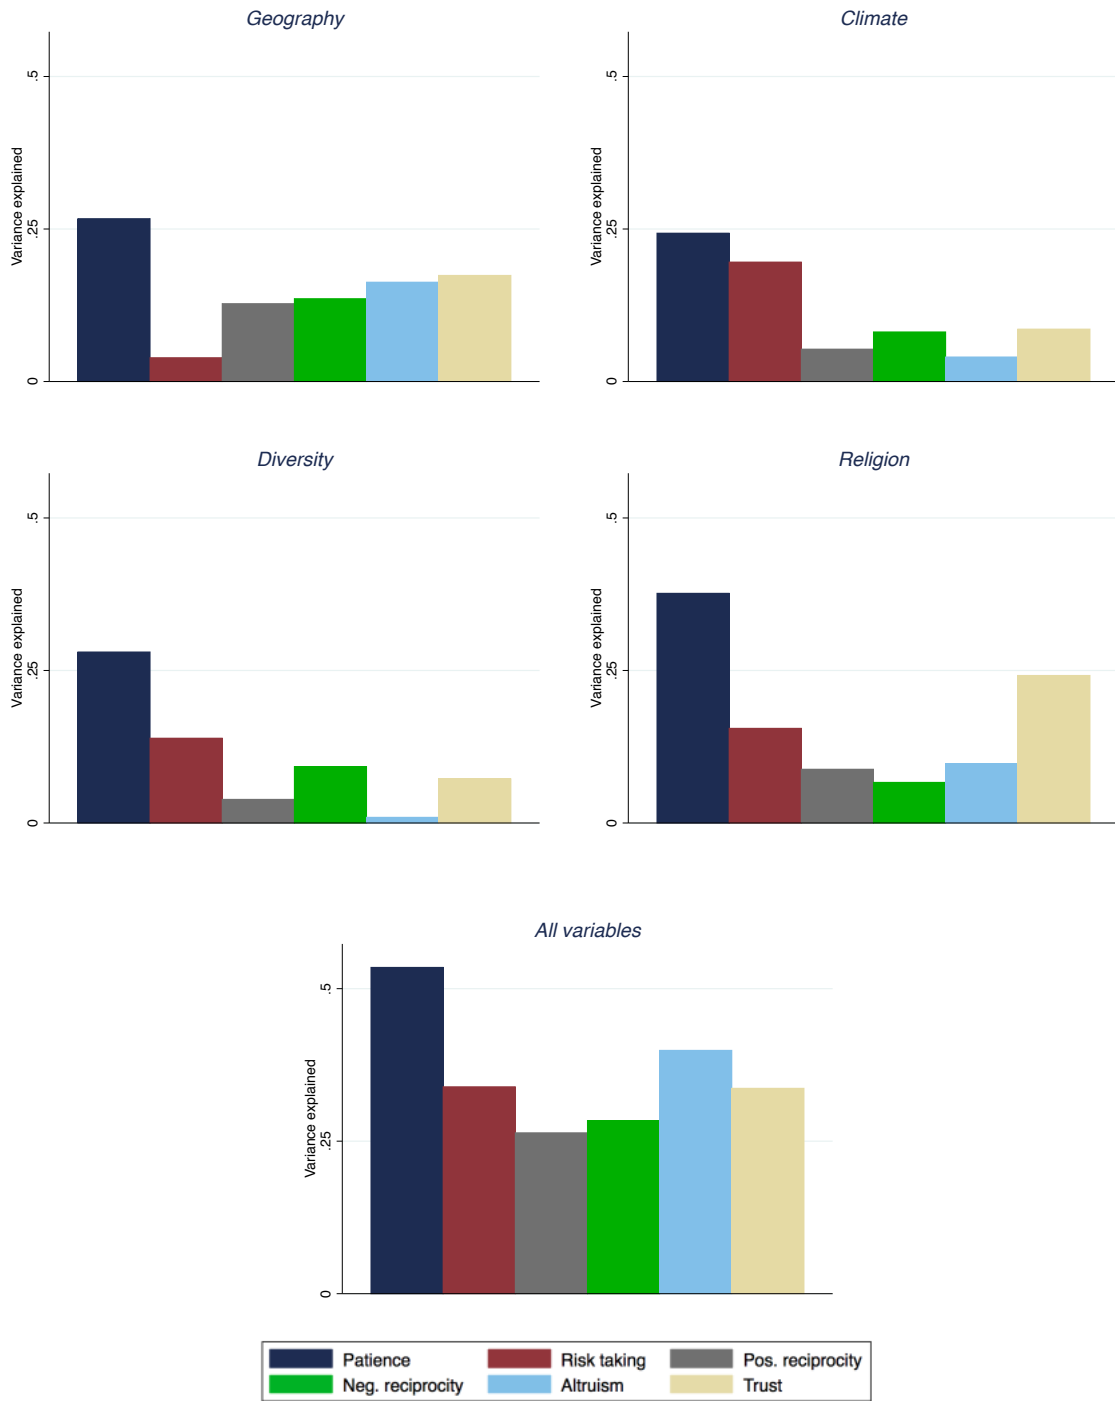 Geography
Variance explained
.5
.25
0
Climate
Variance explained
.5
.25
0
Diversity
Variance explained
.5
.25
0
Religion
Variance explained
.5
.25
0
All variables
Variance explained
.5
.25
0
Patience
Risk taking
Pos. reciprocity
Neg. reciprocity
Altruism
Trust